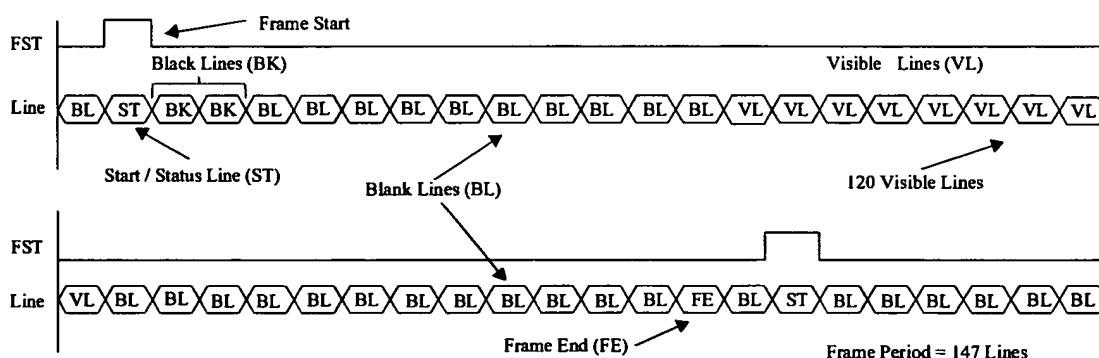 Frame Start
FST
Black Lines (BK)
Visible Lines (VL)
Line BL ST BK BK BL BL BL BL BL BL BL BL BL BL VL VL VL VL VL VL VL VL
Start / Status Line (ST)
Blank Lines (BL)
120 Visible Lines
FST
Line VL BL BL BL BL BL BL BL BL BL BL BL BL FE BL ST BL BL BL BL BL BL
Frame End (FE)
Frame Period = 147 Lines